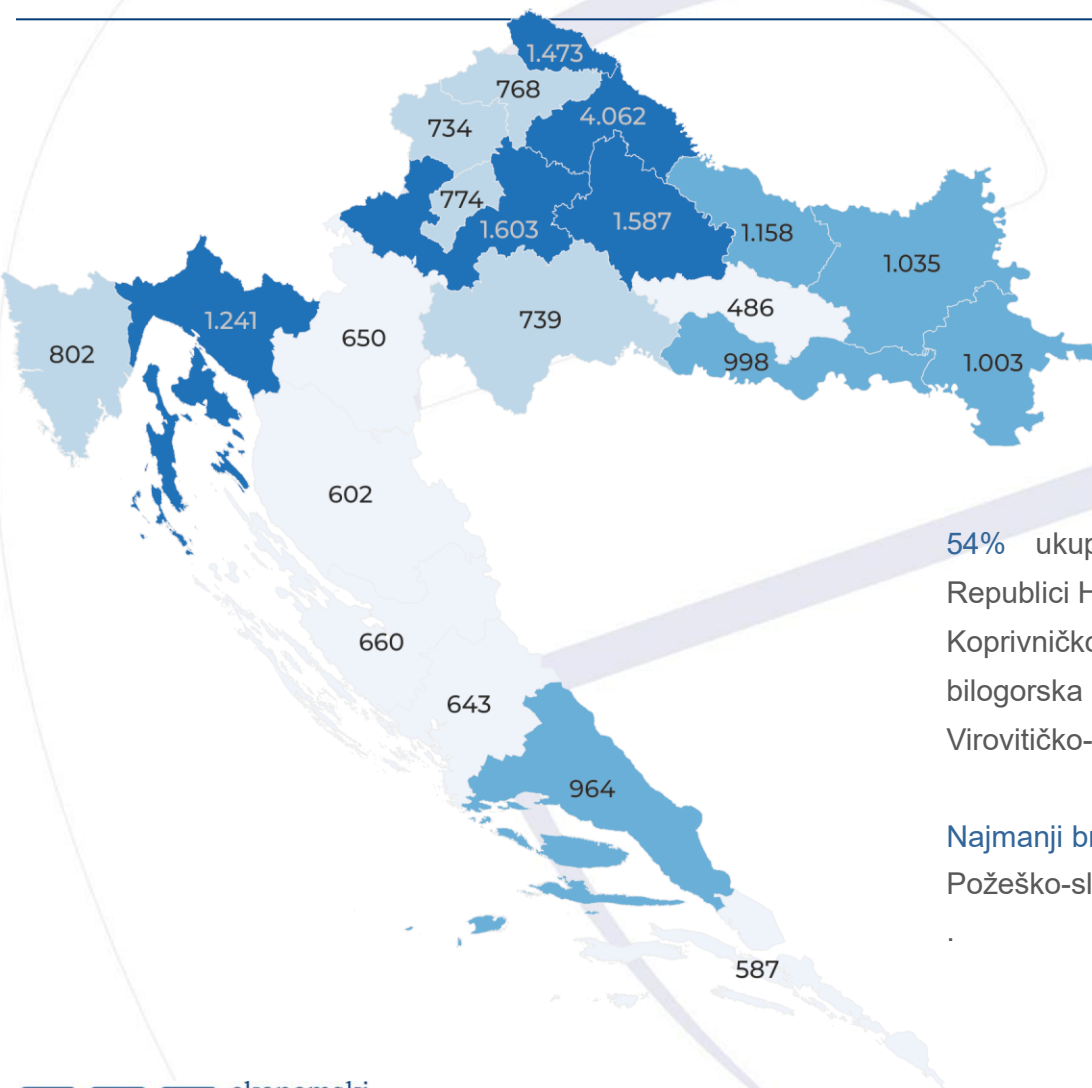 1.473
768
4.062
734
774
1.603
1.587
1.158
1.035
1.241
802
650
739
486
998
1.003
602
660
643
964
587
54% ukup
Republici H
Koprivničko
bilogorska
Virovitičko-
Najmanji br
Požeško-sl
.
ekonomski